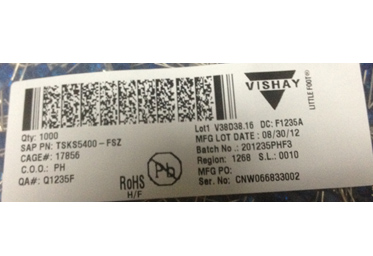 VISHAY
LITTLE FOOT®
Qty: 1000
SAP PN: TSKS5400-FSZ
CAGE#: 17856
C.O.O.: PH
QA#: Q1235F
RoHS
H/F
Pb
Lot1 V38D38.16 DC: F1235A
MFG LOT DATE: 08/30/12
Batch No.: 201235PHF3
Region: 1268 S.L.: 0010
MFG PO:
Ser. No: CNW066833002